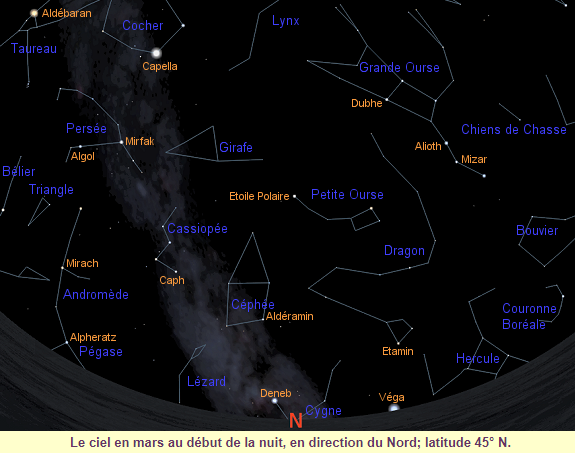 Aldébaran
Cocher
Lynx
Taureau
Capella
Grande Ourse
Dubhe
Persée
Mirfak
Algol
Girafe
Alioth
Chiens de Chasse
Mizar
Bélier
Triangle
Etoile Polaire
Petite Ourse
Cassiopée
Bouvier
Dragon
Mirach
Caph
Andromède
Céphée
Aldéramin
Couronne
Boréale
Alpheratz
Pégase
Etamin
Hercule
Lézard
Deneb
Véga
Cygne
N
Le ciel en mars au début de la nuit, en direction du Nord; latitude 45° N.